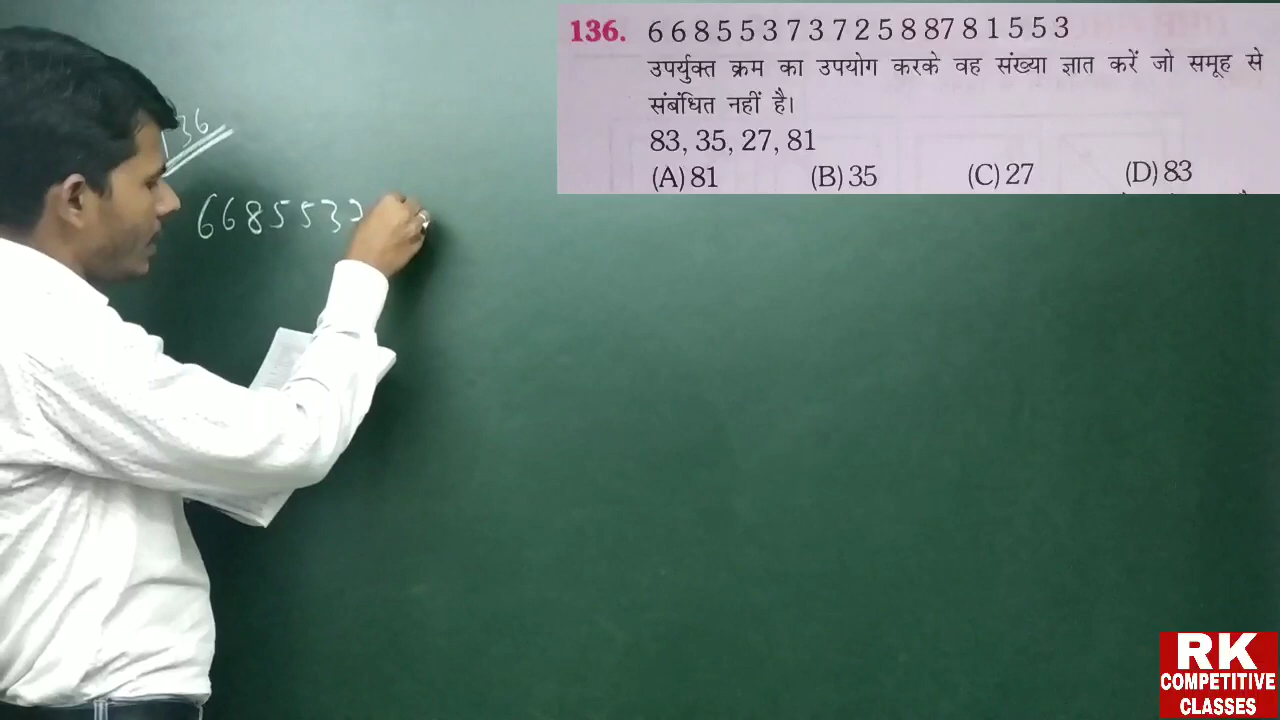 136. 6 6 8 5 5 3 7 3 7 2 5 8 8 7 8 1 5 5 3
उपर्युक्त क्रम का उपयोग करके वह संख्या ज्ञात करें जो समूह से
संबंधित नहीं है।
83, 35, 27, 81
(A) 81 (B) 35 (C) 27 (D) 83
136
668553
RK
COMPETITIVE
CLASSES